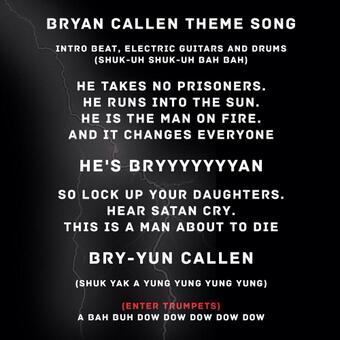 BRYAN CALLEN THEME SONG
INTRO BEAT, ELECTRIC GUITARS AND DRUMS
(SHUK-UH SHUK-UH BAH BAH)
HE TAKES NO PRISONERS.
HE RUNS INTO THE SUN.
HE IS THE MAN ON FIRE.
AND IT CHANGES EVERYONE
HE'S BRYYYYYYYAN
SO LOCK UP YOUR DAUGHTERS.
HEAR SATAN CRY.
THIS IS A MAN ABOUT TO DIE
BRY-YUN CALLEN
(SHUK YAK A YUNG YUNG YUNG YUNG)
(ENTER TRUMPETS)
A BAH BUH DOW DOW DOW DOW DOW